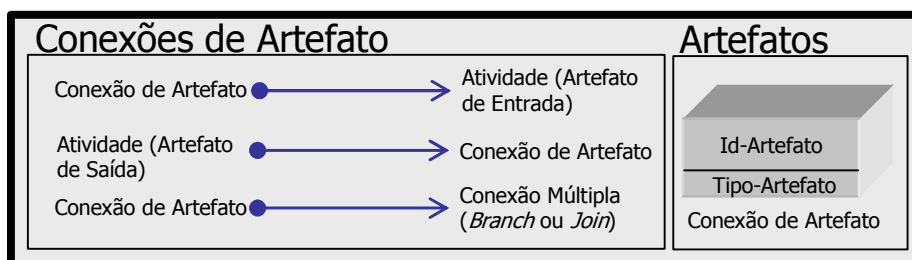 Conexões de Artefato
Conexão de Artefato
Atividade (Artefato
de Entrada)
Atividade (Artefato
de Saída)
Conexão de Artefato
Conexão de Artefato
Conexão Múltipla
(Branch ou Join)
Artefatos
Id-Artefato
Tipo-Artefato
Conexão de Artefato